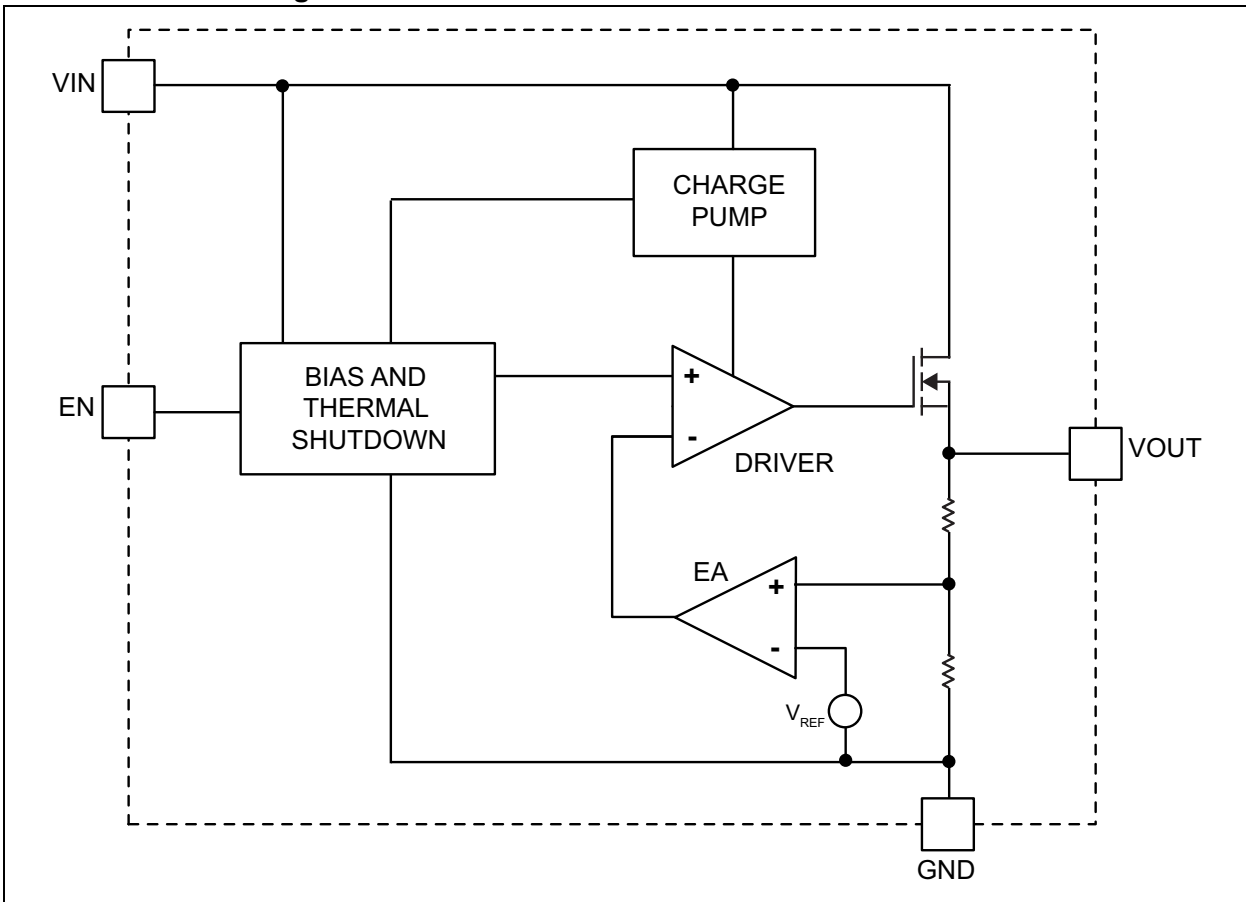 VIN
CHARGE
PUMP
BIAS AND
THERMAL
SHUTDOWN
EN
+
-
DRIVER
VOUT
EA
+
-
VREF
GND